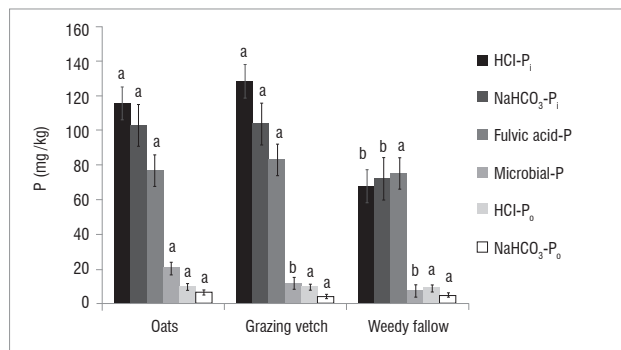 160
140
120
100
80
60
40
20
0
P (mg/kg)
a a a a a a
a a a b a a
b b a b a a
Oats Grazing vetch Weedy fallow
HCl-Pᵢ
NaHCO₃-Pᵢ
Fulvic acid-P
Microbial-P
HCl-Pₒ
NaHCO₃-Pₒ